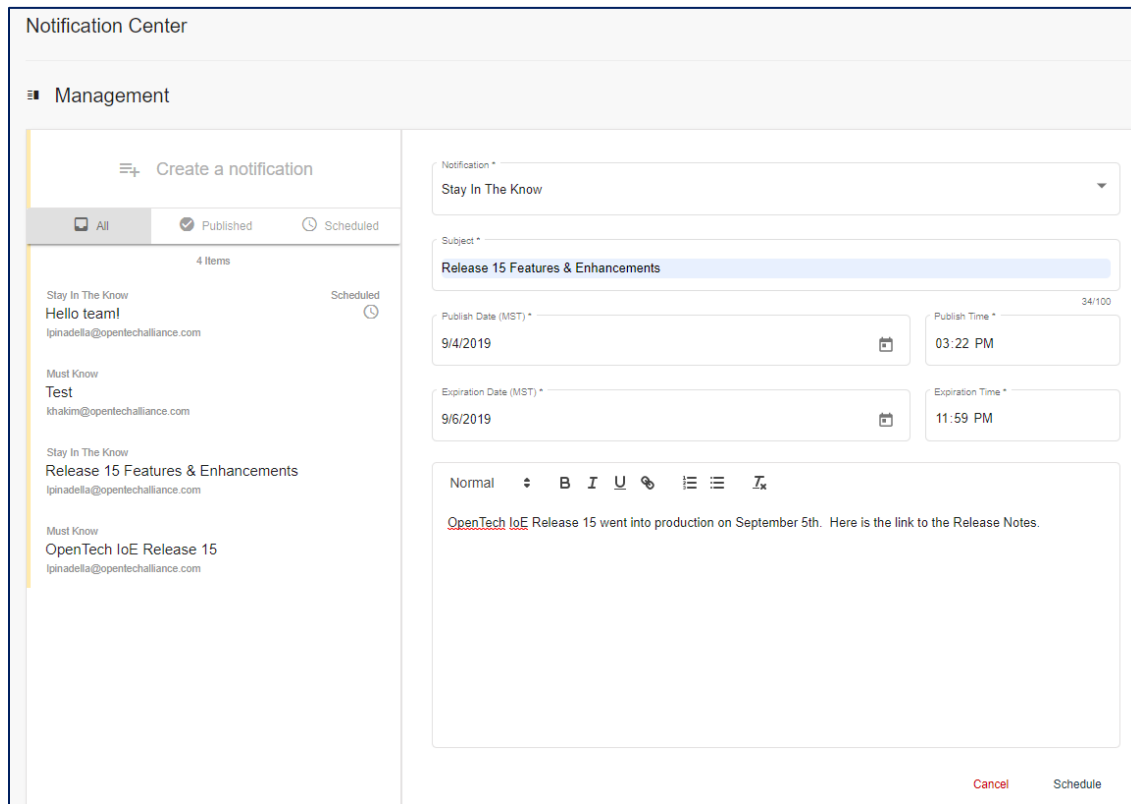 Notification Center
Management
Create a notification
All Published Scheduled
4 Items
Stay In The Know Scheduled
Hello team!
lpinadella@opentechalliance.com
Must Know
Test
khakim@opentechalliance.com
Stay In The Know
Release 15 Features & Enhancements
lpinadella@opentechalliance.com
Must Know
OpenTech IoE Release 15
lpinadella@opentechalliance.com
Notification *
Stay In The Know
Subject *
Release 15 Features & Enhancements
34/100
Publish Date (MST) * Publish Time *
9/4/2019 03:22 PM
Expiration Date (MST) * Expiration Time *
9/6/2019 11:59 PM
Normal B I U Tx
OpenTech IoE Release 15 went into production on September 5th.  Here is the link to the Release Notes.
Cancel Schedule